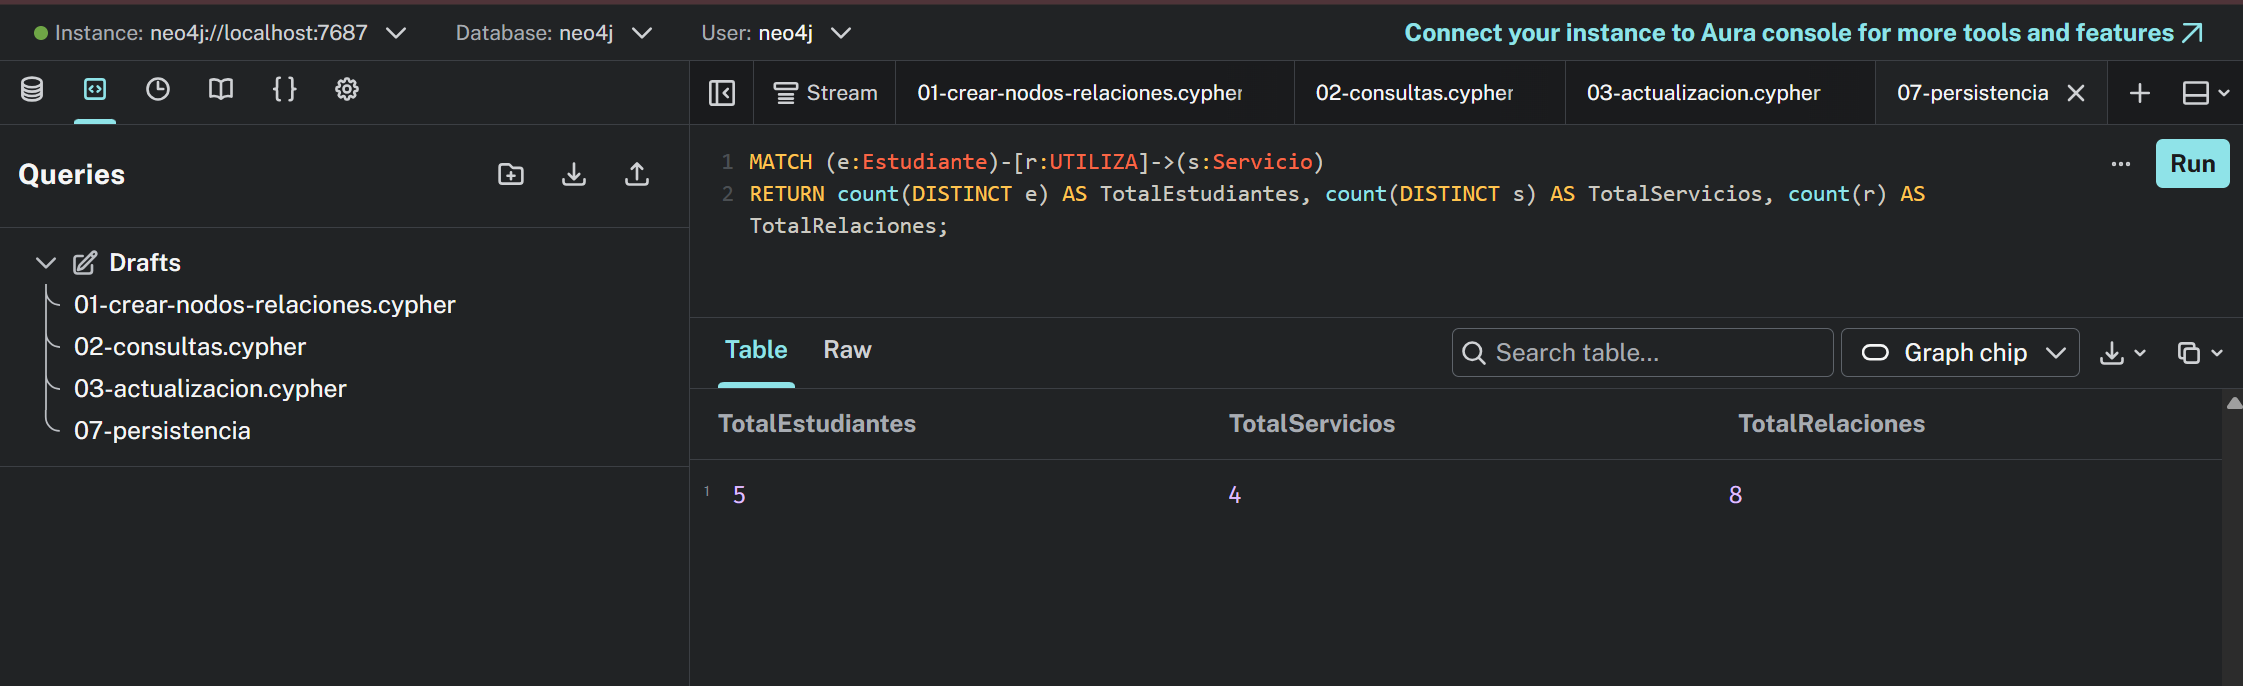 Instance: neo4j://localhost:7687 Database: neo4j User: neo4j Connect your instance to Aura console for more tools and features
Stream 01-crear-nodos-relaciones.cypher 02-consultas.cypher 03-actualizacion.cypher 07-persistencia
Queries
Drafts
01-crear-nodos-relaciones.cypher
02-consultas.cypher
03-actualizacion.cypher
07-persistencia
1 MATCH (e:Estudiante)-[r:UTILIZA]->(s:Servicio)
2 RETURN count(DISTINCT e) AS TotalEstudiantes, count(DISTINCT s) AS TotalServicios, count(r) AS
TotalRelaciones;
Run
Table Raw Search table... Graph chip
TotalEstudiantes TotalServicios TotalRelaciones
1 5 4 8